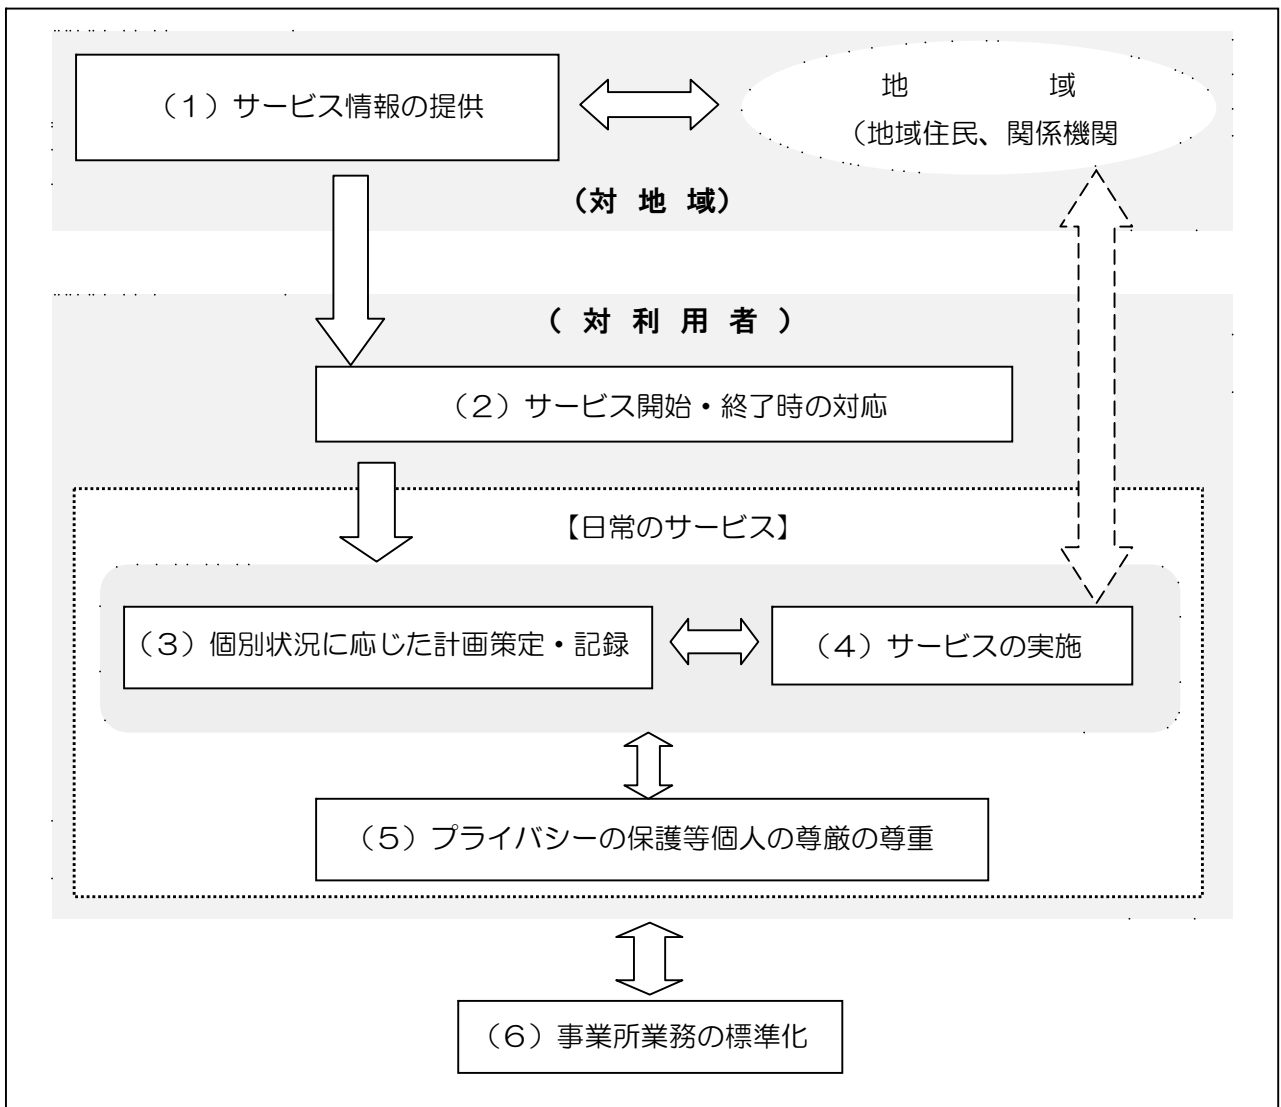 （１）サービス情報の提供
地　　　　　域
（地域住民、関係機関
（対 地 域）
（ 対 利 用 者 ）
（２）サービス開始・終了時の対応
【日常のサービス】
（３）個別状況に応じた計画策定・記録
（４）サービスの実施
（５）プライバシーの保護等個人の尊厳の尊重
（６）事業所業務の標準化